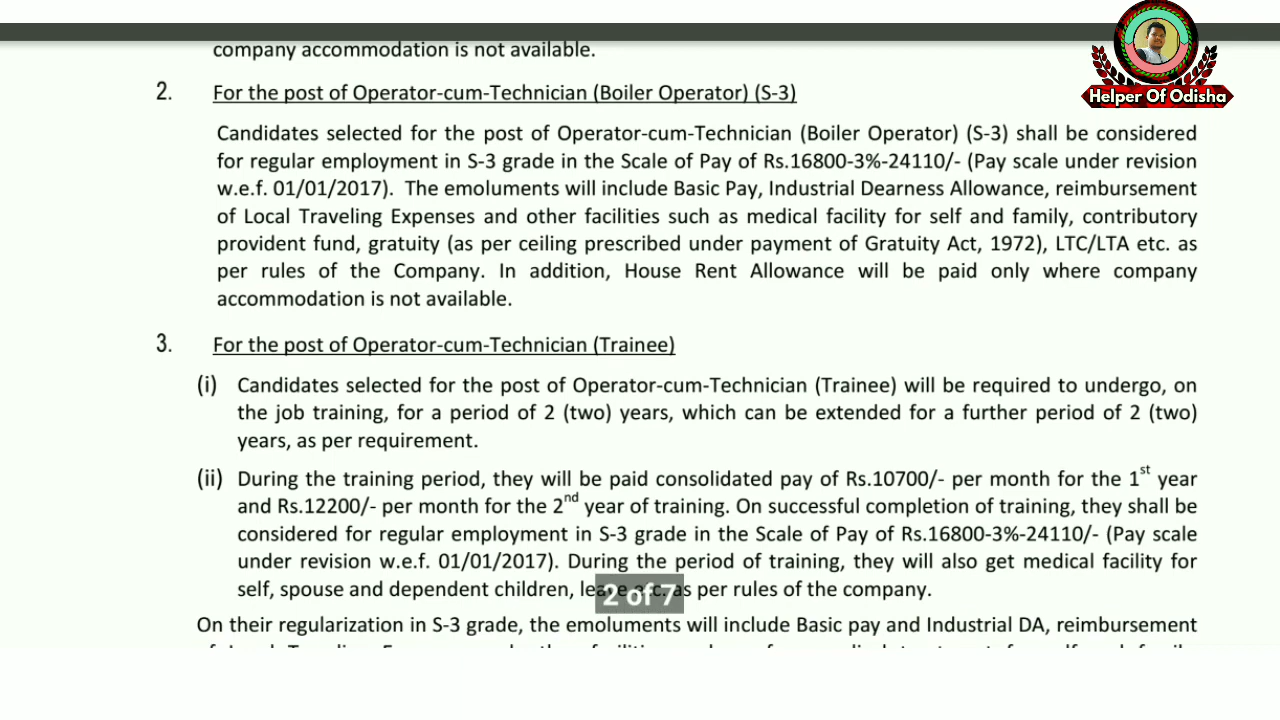 company accommodation is not available.
Helper Of Odisha
2. For the post of Operator-cum-Technician (Boiler Operator) (S-3)
Candidates selected for the post of Operator-cum-Technician (Boiler Operator) (S-3) shall be considered
for regular employment in S-3 grade in the Scale of Pay of Rs.16800-3%-24110/- (Pay scale under revision
w.e.f. 01/01/2017). The emoluments will include Basic Pay, Industrial Dearness Allowance, reimbursement
of Local Traveling Expenses and other facilities such as medical facility for self and family, contributory
provident fund, gratuity (as per ceiling prescribed under payment of Gratuity Act, 1972), LTC/LTA etc. as
per rules of the Company. In addition, House Rent Allowance will be paid only where company
accommodation is not available.
3. For the post of Operator-cum-Technician (Trainee)
(i) Candidates selected for the post of Operator-cum-Technician (Trainee) will be required to undergo, on
the job training, for a period of 2 (two) years, which can be extended for a further period of 2 (two)
years, as per requirement.
(ii) During the training period, they will be paid consolidated pay of Rs.10700/- per month for the 1st year
and Rs.12200/- per month for the 2nd year of training. On successful completion of training, they shall be
considered for regular employment in S-3 grade in the Scale of Pay of Rs.16800-3%-24110/- (Pay scale
under revision w.e.f. 01/01/2017). During the period of training, they will also get medical facility for
self, spouse and dependent children, leave etc. as per rules of the company.
2 of 7
On their regularization in S-3 grade, the emoluments will include Basic pay and Industrial DA, reimbursement